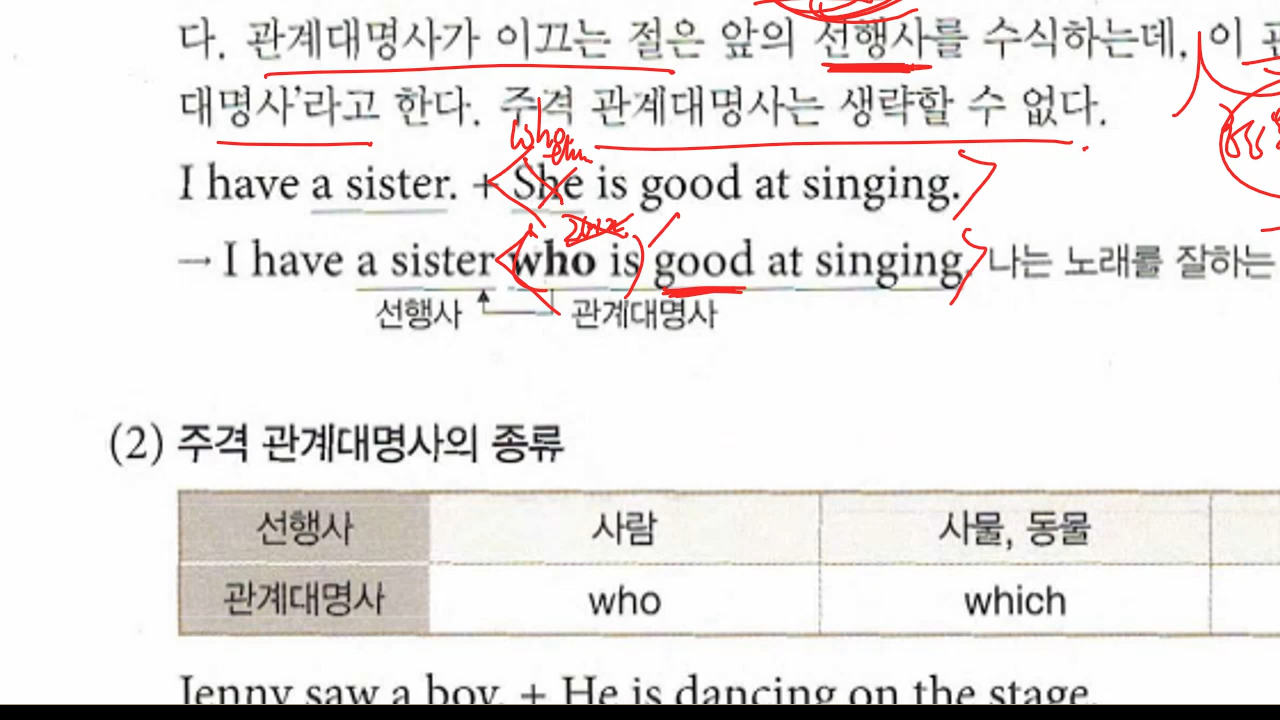 다. 관계대명사가 이끄는 절은 앞의 선행사를 수식하는데, 이
대명사’라고 한다. 주격 관계대명사는 생략할 수 없다.
who
I have a sister. + She is good at singing.
→ I have a sister who is good at singing. 나는 노래를 잘하는
선행사 관계대명사
(2) 주격 관계대명사의 종류
선행사 사람 사물, 동물
관계대명사 who which
Jenny saw a boy. + He is dancing on the stage.